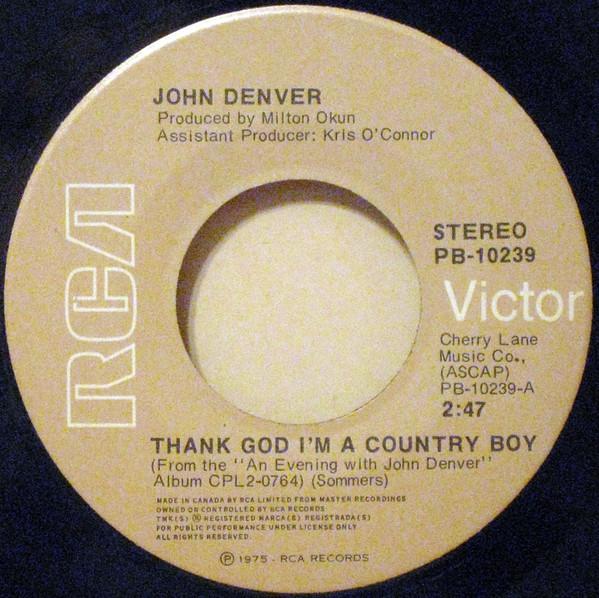 JOHN DENVER
Produced by Milton Okun
Assistant Producer: Kris O'Connor
RCA
STEREO
PB-10239
Victor
Cherry Lane
Music Co.,
(ASCAP)
PB-10239-A
2:47
THANK GOD I'M A COUNTRY BOY
(From the "An Evening with John Denver"
Album CPL2-0764) (Sommers)
MADE IN CANADA BY RCA LIMITED FROM MASTER RECORDINGS
OWNED OR CONTROLLED BY RCA RECORDS
TMK(S) ® REGISTERED MARCA(S) REGISTRADA(S)
FOR PUBLIC PERFORMANCE UNDER LICENSE ONLY
ALL RIGHTS RESERVED.
℗ 1975 - RCA RECORDS